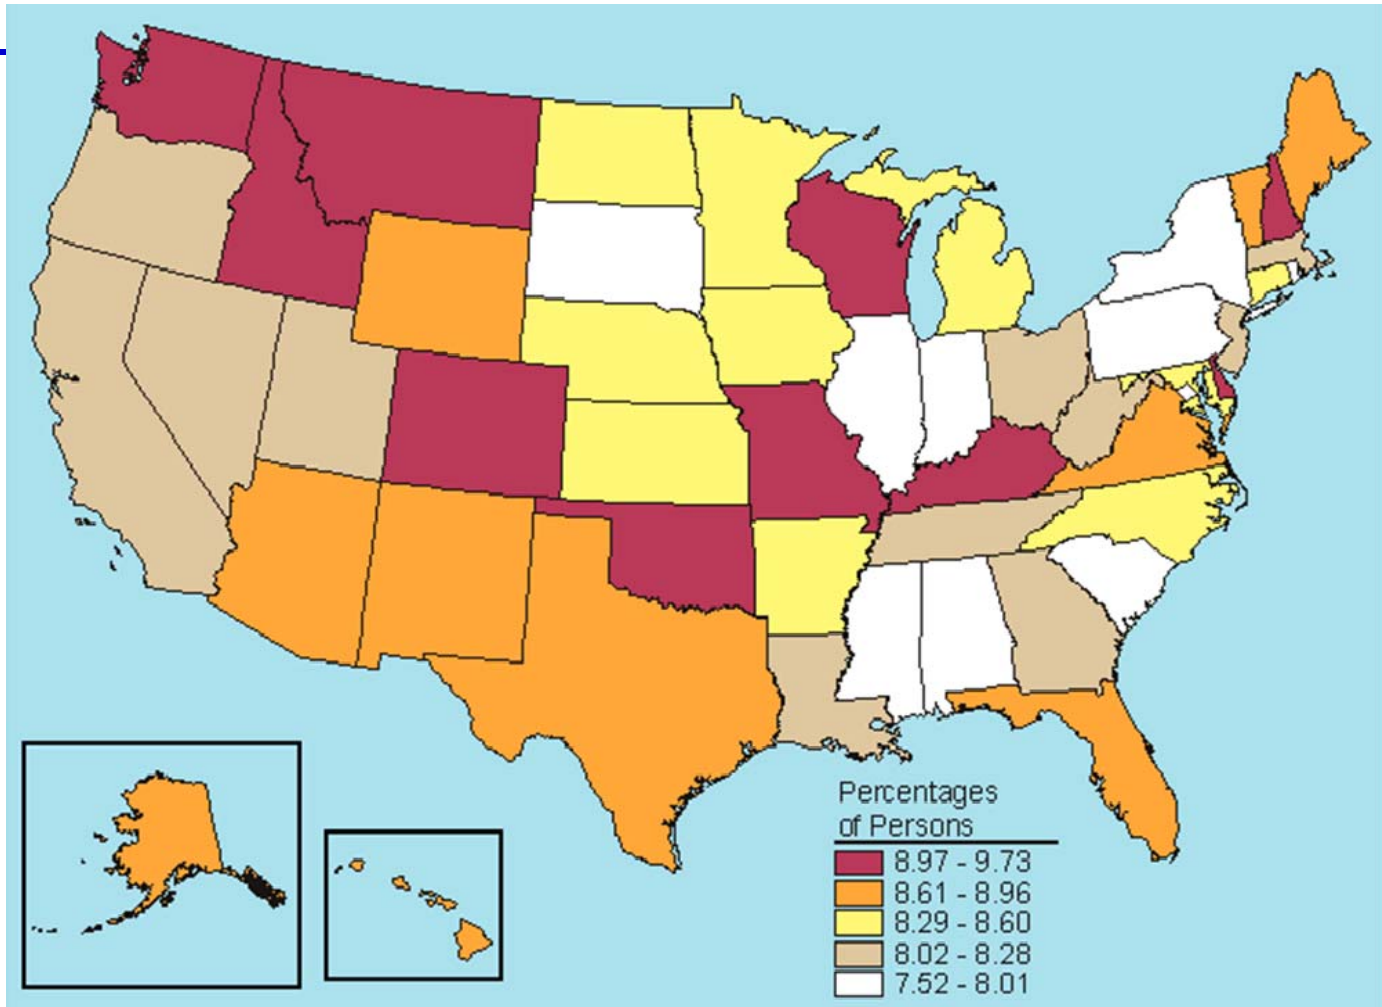 Percentages
of Persons
8.97 - 9.73
8.61 - 8.96
8.29 - 8.60
8.02 - 8.28
7.52 - 8.01